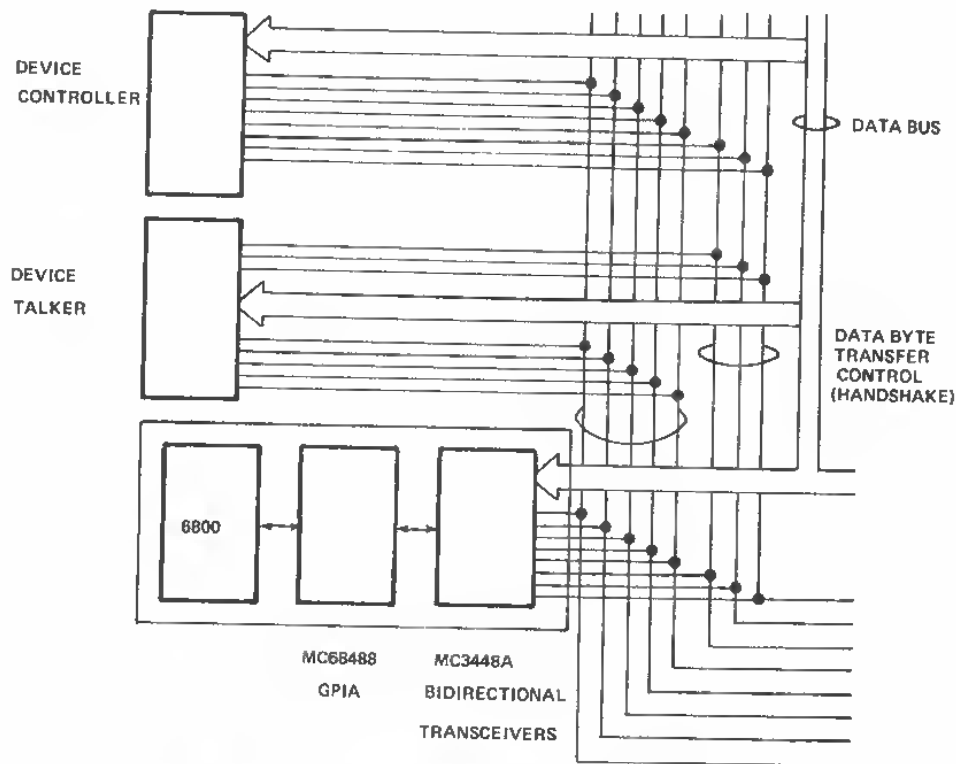 DEVICE
CONTROLLER
DATA BUS
DEVICE
TALKER
DATA BYTE
TRANSFER
CONTROL
(HANDSHAKE)
6800
MC68488
GPIA
MC3448A
BIDIRECTIONAL
TRANSCEIVERS